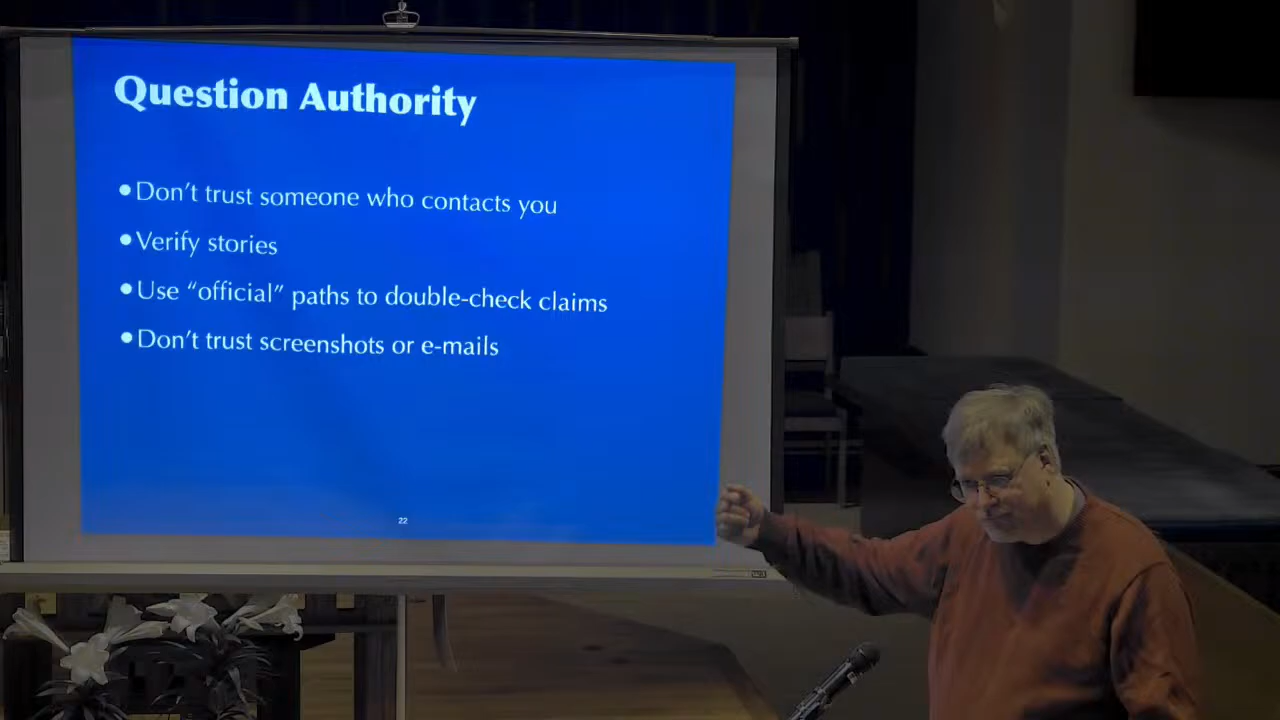 Question Authority
•Don’t trust someone who contacts you
•Verify stories
•Use “official” paths to double-check claims
•Don’t trust screenshots or e-mails
22